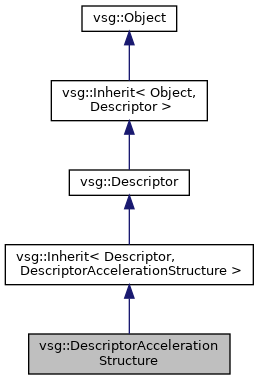 vsg::Object
vsg::Inherit< Object,
Descriptor >
vsg::Descriptor
vsg::Inherit< Descriptor,
DescriptorAccelerationStructure >
vsg::DescriptorAcceleration
Structure